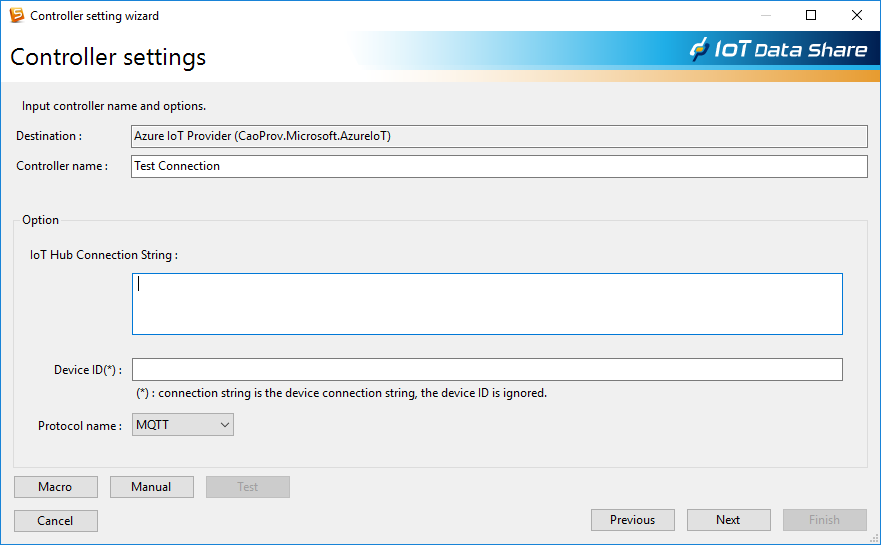 Controller setting wizard
Controller settings
IoT Data Share
Input controller name and options.
Destination :
Azure IoT Provider (CaoProv.Microsoft.AzureIoT)
Controller name :
Test Connection
Option
IoT Hub Connection String :
Device ID(*) :
(*) : connection string is the device connection string, the device ID is ignored.
Protocol name :
MQTT
Macro
Manual
Test
Cancel
Previous
Next
Finish